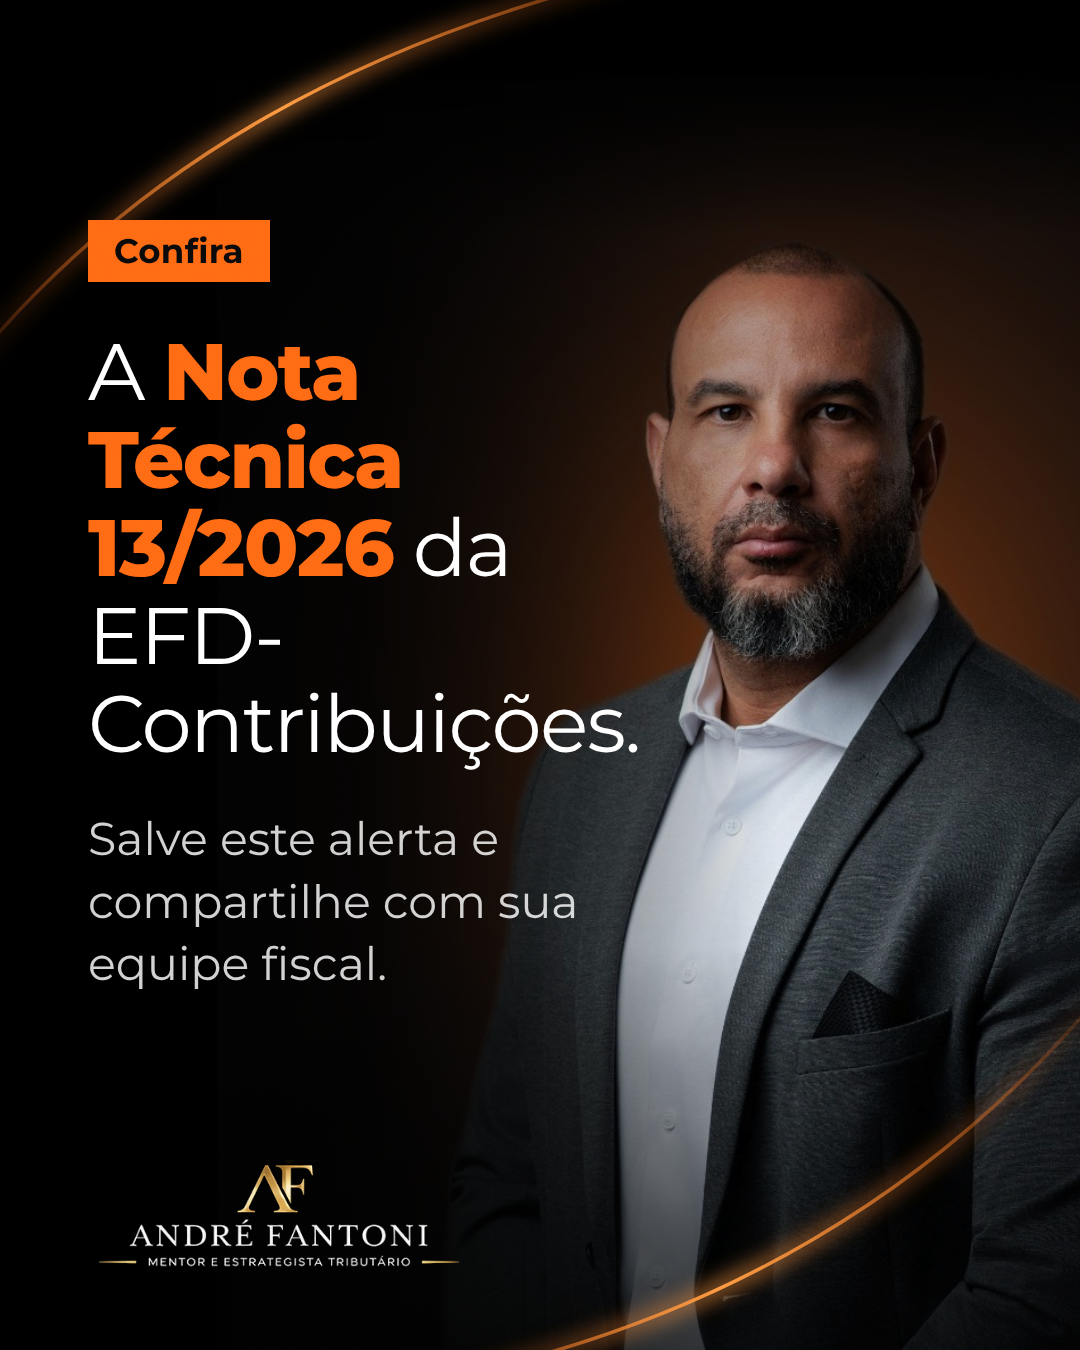 Confira
A Nota
Técnica
13/2026 da
EFD-
Contribuições.
Salve este alerta e
compartilhe com sua
equipe fiscal.
AF
ANDRÉ FANTONI
MENTOR E ESTRATEGISTA TRIBUTÁRIO